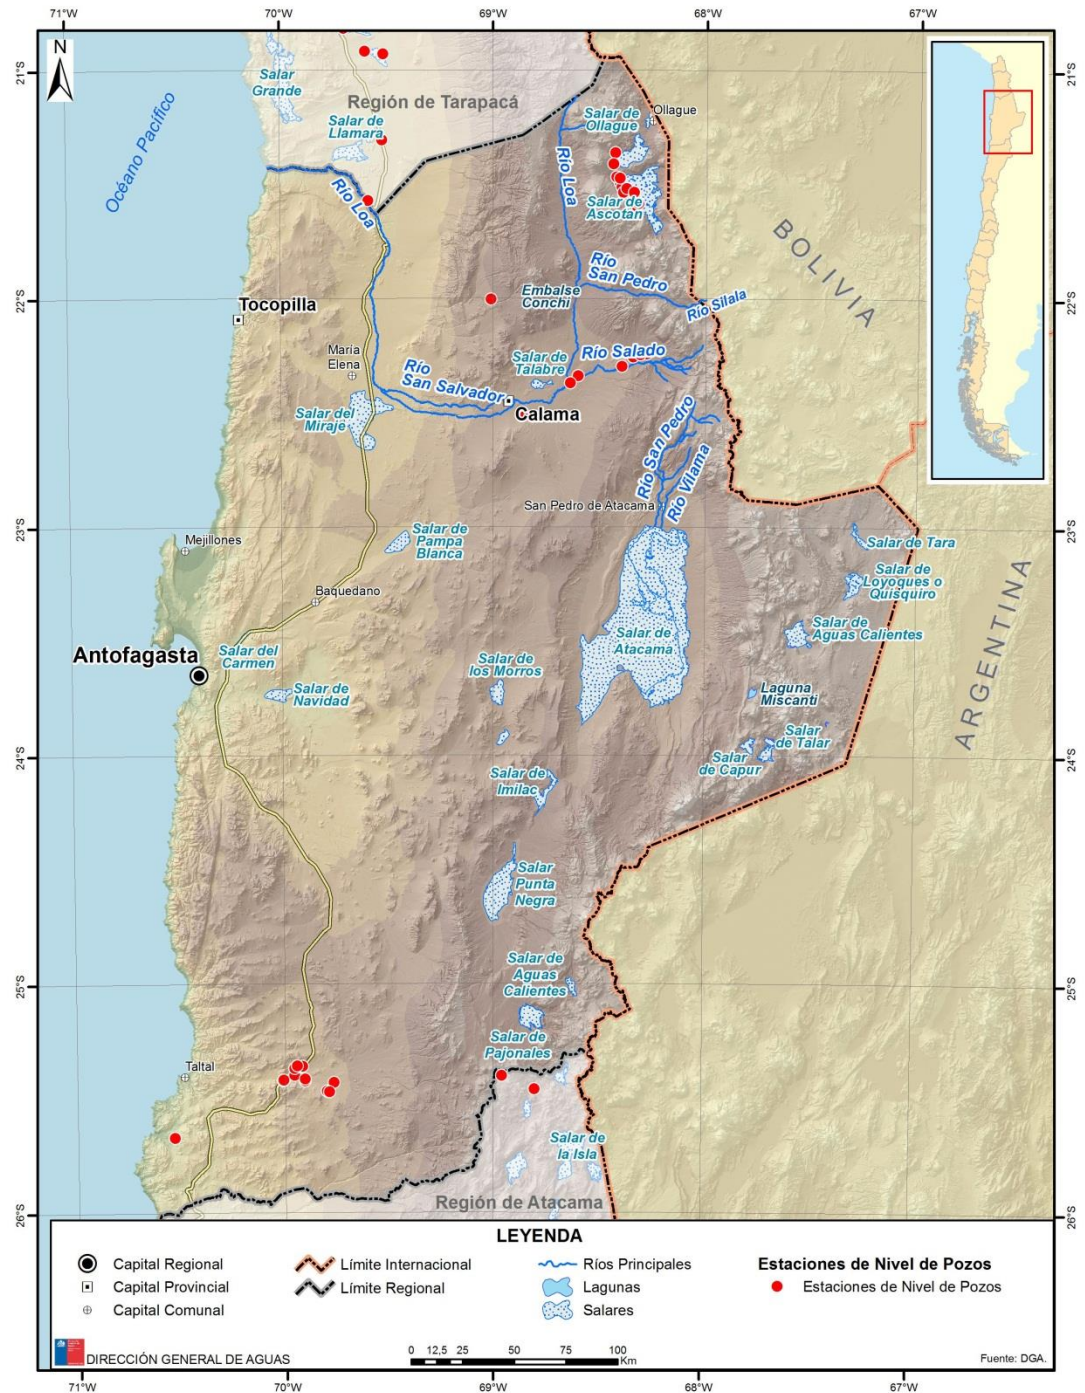 71°W
70°W
69°W
68°W
67°W
N
21°S
21°S
Océano Pacífico
Salar
Grande
Región de Tarapacá
Salar de
Llamara
Salar de
Ollague
Ollague
Río Loa
Río Loa
Salar de
Ascotán
BOLIVIA
Río
San Pedro
Río Silala
22°S
22°S
Tocopilla
Embalse
Conchi
María
Elena
Río Salado
Salar de
Talabre
Río
San Salvador
Calama
Salar del
Miraje
Río San Pedro
Río Vilama
San Pedro de Atacama
23°S
23°S
Mejillones
Salar de
Pampa
Blanca
Salar de Tara
Salar de
Loyoques o
Quisquiro
Baquedano
Salar de
Aguas Calientes
ARGENTINA
Antofagasta
Salar del
Carmen
Salar de
Atacama
Salar de
los Morros
Salar de
Navidad
Laguna
Miscanti
Salar
de Talar
Salar
de Capur
24°S
24°S
Salar de
Imilac
Salar
Punta
Negra
Salar de
Aguas
Calientes
25°S
25°S
Salar de
Pajonales
Taltal
Salar de
la Isla
Región de Atacama
26°S
26°S
LEYENDA
Capital Regional
Capital Provincial
Capital Comunal
Límite Internacional
Límite Regional
Ríos Principales
Lagunas
Salares
Estaciones de Nivel de Pozos
Estaciones de Nivel de Pozos
DIRECCIÓN GENERAL DE AGUAS
0 12,5 25 50 75 100
Km
Fuente: DGA.
71°W
70°W
69°W
68°W
67°W